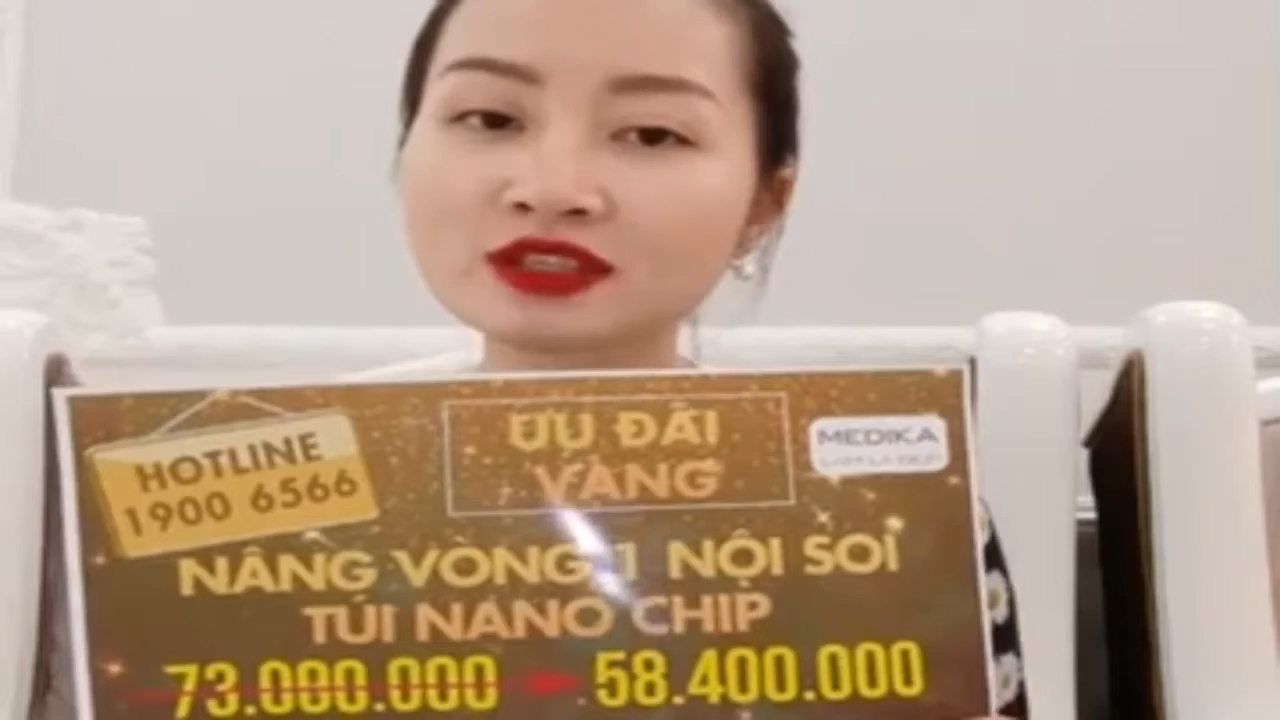 HOTLINE
1900 6566
ƯU ĐÃI
VÀNG
MEDIKA
NÂNG VÒNG 1 NỘI SOI
TÚI NANO CHIP
73.000.000 58.400.000